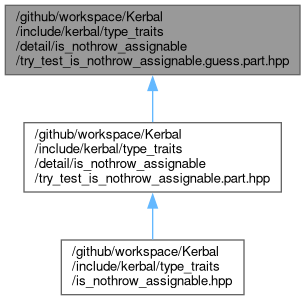 /github/workspace/Kerbal
/include/kerbal/type_traits
/detail/is_nothrow_assignable
/try_test_is_nothrow_assignable.guess.part.hpp
/github/workspace/Kerbal
/include/kerbal/type_traits
/detail/is_nothrow_assignable
/try_test_is_nothrow_assignable.part.hpp
/github/workspace/Kerbal
/include/kerbal/type_traits
/is_nothrow_assignable.hpp